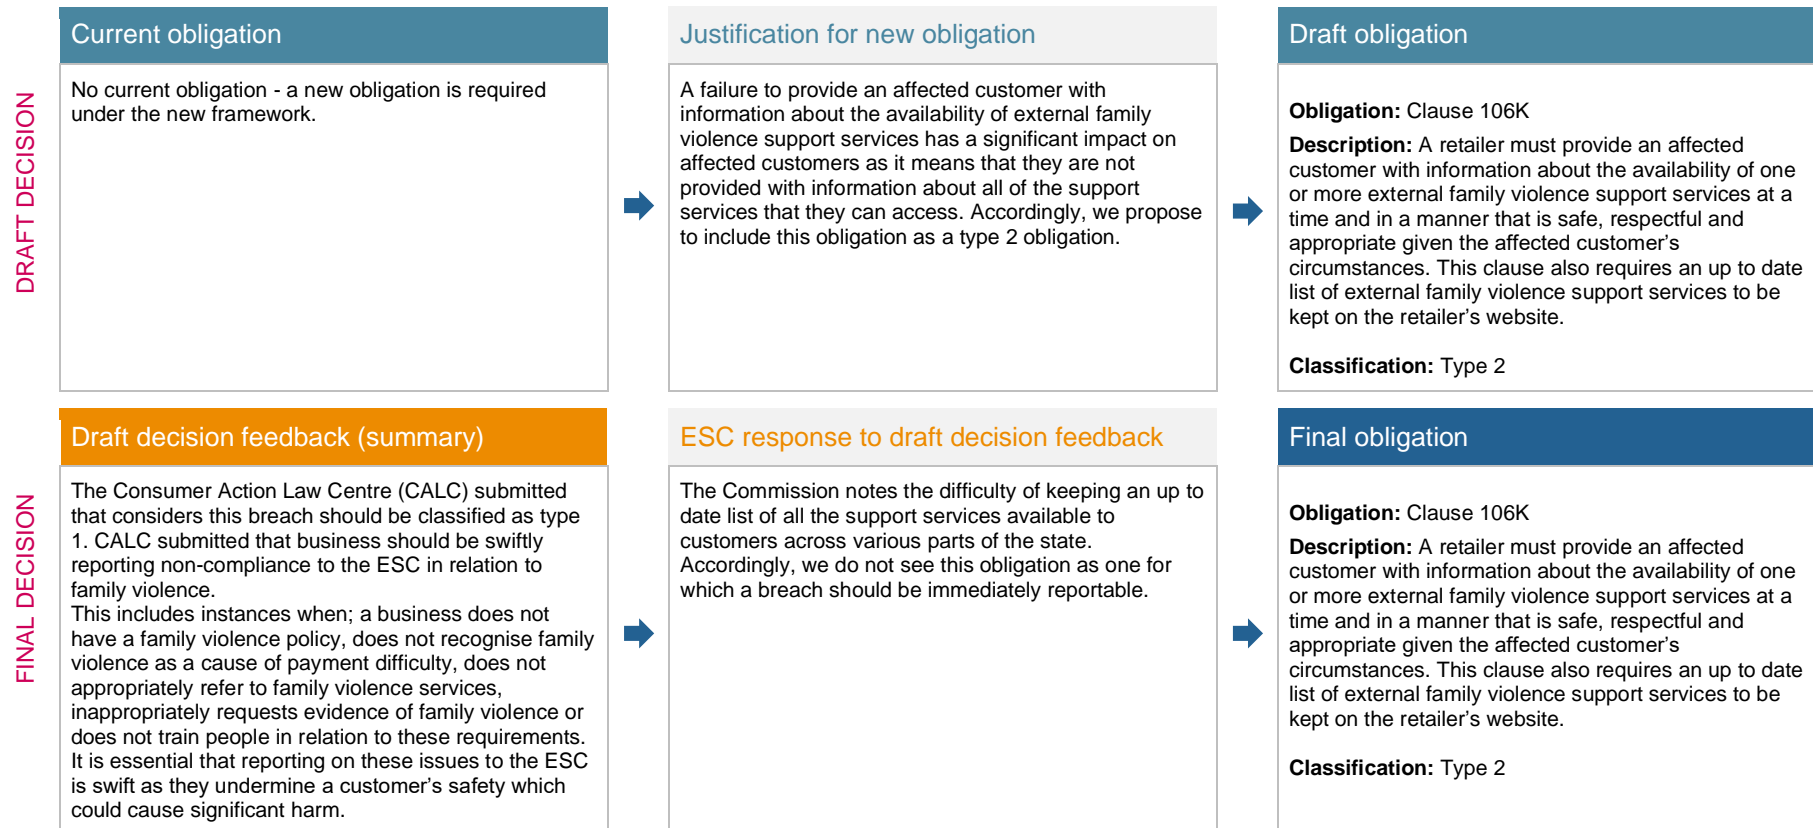 DRAFT DECISION
Current obligation
No current obligation - a new obligation is required
under the new framework.
Justification for new obligation
A failure to provide an affected customer with
information about the availability of external family
violence support services has a significant impact on
affected customers as it means that they are not
provided with information about all of the support
services that they can access. Accordingly, we propose
to include this obligation as a type 2 obligation.
Draft obligation
Obligation: Clause 106K
Description: A retailer must provide an affected
customer with information about the availability of one
or more external family violence support services at a
time and in a manner that is safe, respectful and
appropriate given the affected customer's
circumstances. This clause also requires an up to date
list of external family violence support services to be
kept on the retailer's website.
Classification: Type 2
FINAL DECISION
Draft decision feedback (summary)
The Consumer Action Law Centre (CALC) submitted
that considers this breach should be classified as type
1. CALC submitted that business should be swiftly
reporting non-compliance to the ESC in relation to
family violence.
This includes instances when; a business does not
have a family violence policy, does not recognise family
violence as a cause of payment difficulty, does not
appropriately refer to family violence services,
inappropriately requests evidence of family violence or
does not train people in relation to these requirements.
It is essential that reporting on these issues to the ESC
is swift as they undermine a customer's safety which
could cause significant harm.
ESC response to draft decision feedback
The Commission notes the difficulty of keeping an up to
date list of all the support services available to
customers across various parts of the state.
Accordingly, we do not see this obligation as one for
which a breach should be immediately reportable.
Final obligation
Obligation: Clause 106K
Description: A retailer must provide an affected
customer with information about the availability of one
or more external family violence support services at a
time and in a manner that is safe, respectful and
appropriate given the affected customer's
circumstances. This clause also requires an up to date
list of external family violence support services to be
kept on the retailer's website.
Classification: Type 2